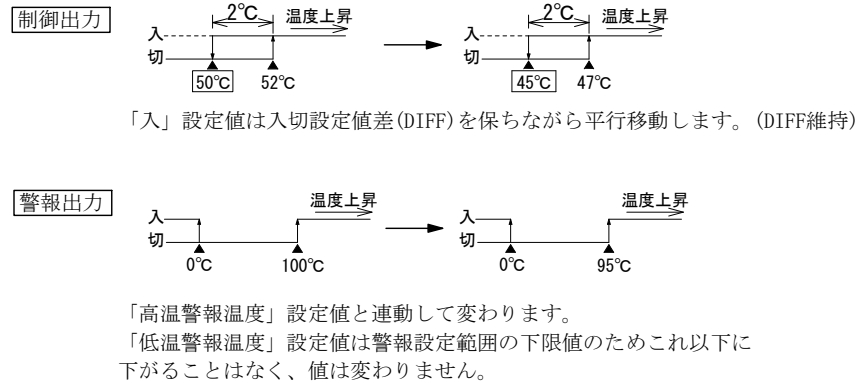 制御出力
2℃ 温度上昇
入
切
50℃ 52℃
2℃ 温度上昇
入
切
45℃ 47℃
「入」設定値は入切設定値差(DIFF)を保ちながら平行移動します。(DIFF維持)
警報出力
温度上昇
入
切
0℃ 100℃
温度上昇
入
切
0℃ 95℃
「高温警報温度」設定値と連動して変わります。
「低温警報温度」設定値は警報設定範囲の下限値のためこれ以下に
下がることはなく、値は変わりません。